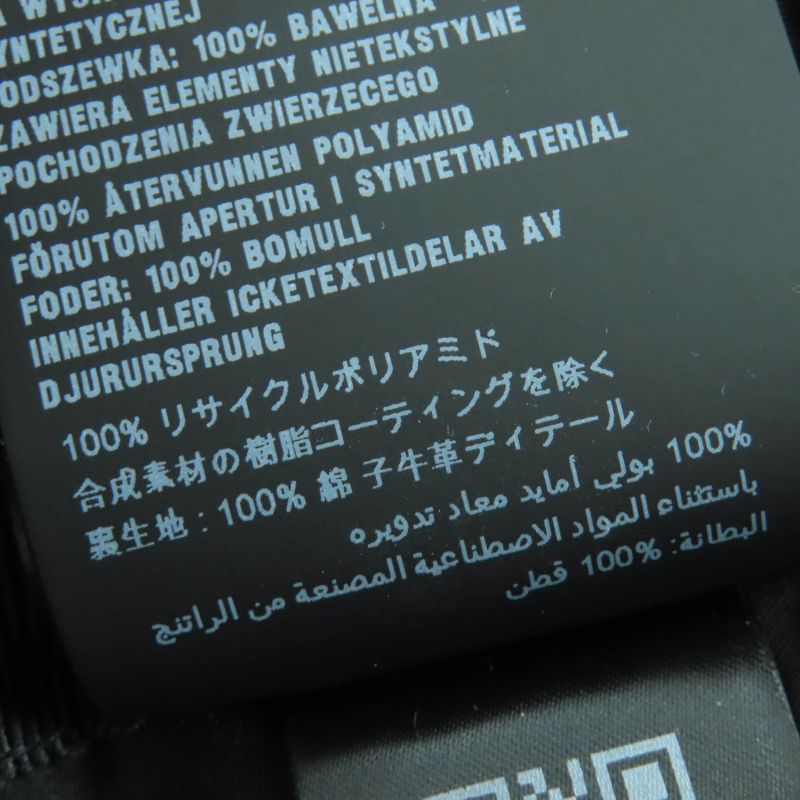 SYNTETYCZNEJ
PODSZEWKA: 100% BAWEŁNA
ZAWIERA ELEMENTY NIETEKSTYLNE
POCHODZENIA ZWIERZECEGO
100% ÅTERVUNNEN POLYAMID
FÖRUTOM APERTUR I SYNTETMATERIAL
FODER: 100% BOMULL
INNEHÅLLER ICKETEXTILDELAR AV
DJURURSPRUNG
100% リサイクルポリアミド
合成素材の樹脂コーティングを除く
裏生地 : 100% 綿 子牛革ディテール
100% بولي أمايد معاد تدويره
باستثناء المواد الاصطناعية المصنعة من الراتنج
البطانة: 100% قطن